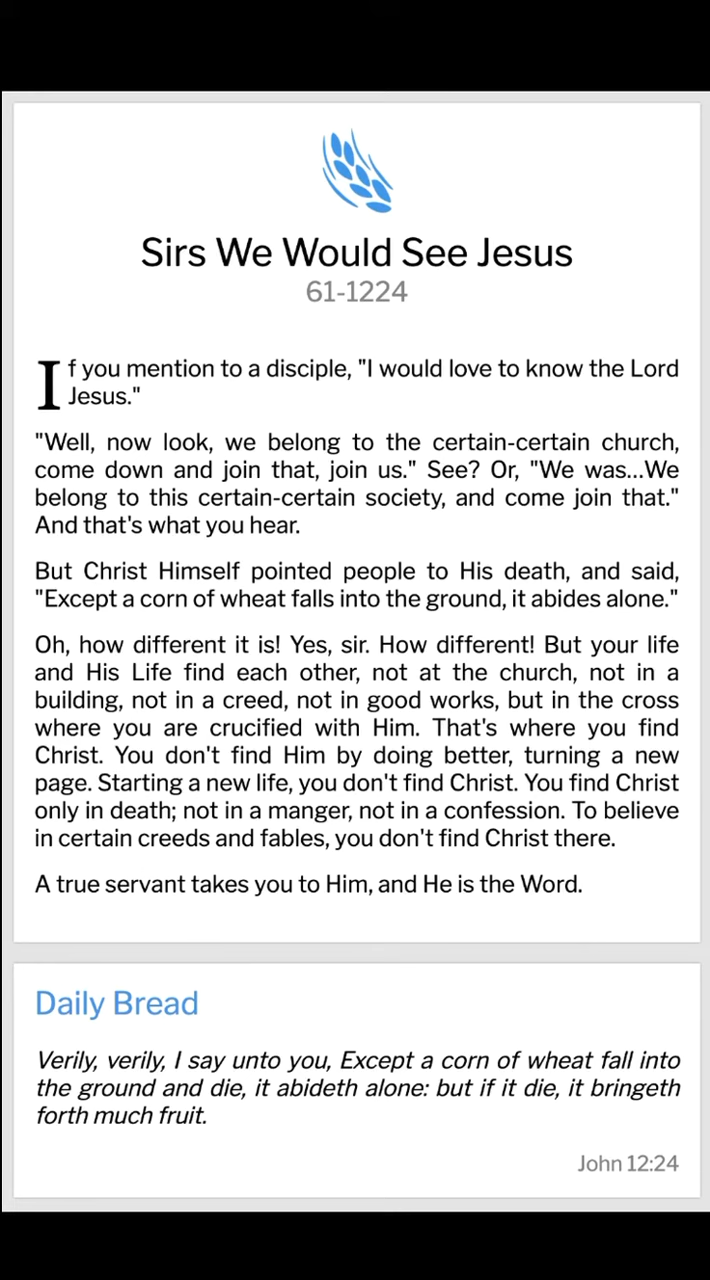 Sirs We Would See Jesus
61-1224
If you mention to a disciple, "I would love to know the Lord
Jesus."
"Well, now look, we belong to the certain-certain church,
come down and join that, join us." See? Or, "We was...We
belong to this certain-certain society, and come join that."
And that's what you hear.
But Christ Himself pointed people to His death, and said,
"Except a corn of wheat falls into the ground, it abides alone."
Oh, how different it is! Yes, sir. How different! But your life
and His Life find each other, not at the church, not in a
building, not in a creed, not in good works, but in the cross
where you are crucified with Him. That's where you find
Christ. You don't find Him by doing better, turning a new
page. Starting a new life, you don't find Christ. You find Christ
only in death; not in a manger, not in a confession. To believe
in certain creeds and fables, you don't find Christ there.
A true servant takes you to Him, and He is the Word.
Daily Bread
Verily, verily, I say unto you, Except a corn of wheat fall into
the ground and die, it abideth alone: but if it die, it bringeth
forth much fruit.
John 12:24